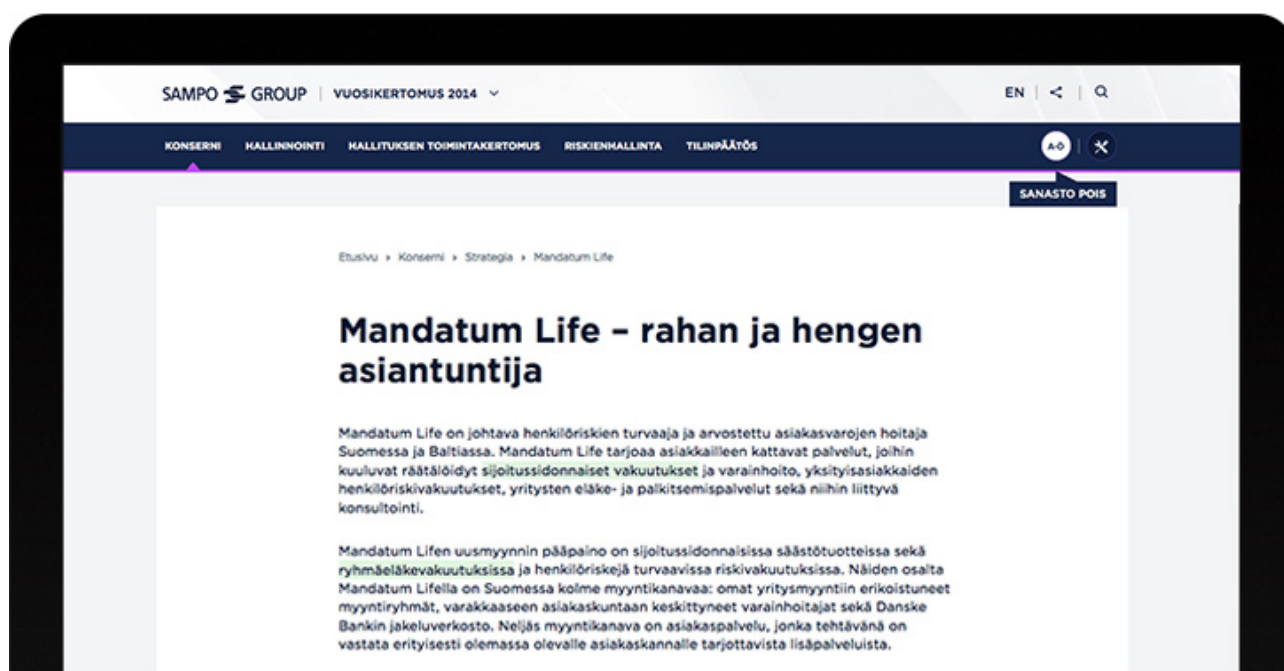 SAMPO GROUP | VUOSIKERTOMUS 2014
EN
KONSERNI HALLINNOINTI HALLITUKSEN TOIMINTAKERTOMUS RISKIENHALLINTA TILINPÄÄTÖS
A-Ö
SANASTO POIS
Etusivu › Konserni › Strategia › Mandatum Life
Mandatum Life – rahan ja hengen
asiantuntija
Mandatum Life on johtava henkilöriskien turvaaja ja arvostettu asiakasvarojen hoitaja
Suomessa ja Baltiassa. Mandatum Life tarjoaa asiakkailleen kattavat palvelut, joihin
kuuluvat räätälöidyt sijoitussidonnaiset vakuutukset ja varainhoito, yksityisasiakkaiden
henkilöriskivakuutukset, yritysten eläke- ja palkitsemispalvelut sekä niihin liittyvä
konsultointi.
Mandatum Lifen uusmyynnin pääpaino on sijoitussidonnaisissa säästötuotteissa sekä
ryhmäeläkevakuutuksissa ja henkilöriskejä turvaavissa riskivakuutuksissa. Näiden osalta
Mandatum Lifella on Suomessa kolme myyntikanavaa: omat yritysmyyntiin erikoistuneet
myyntiryhmät, varakkaaseen asiakaskuntaan keskittyneet varainhoitajat sekä Danske
Bankin jakeluverkosto. Neljäs myyntikanava on asiakaspalvelu, jonka tehtävänä on
vastata erityisesti olemassa olevalle asiakaskannalle tarjottavista lisäpalveluista.